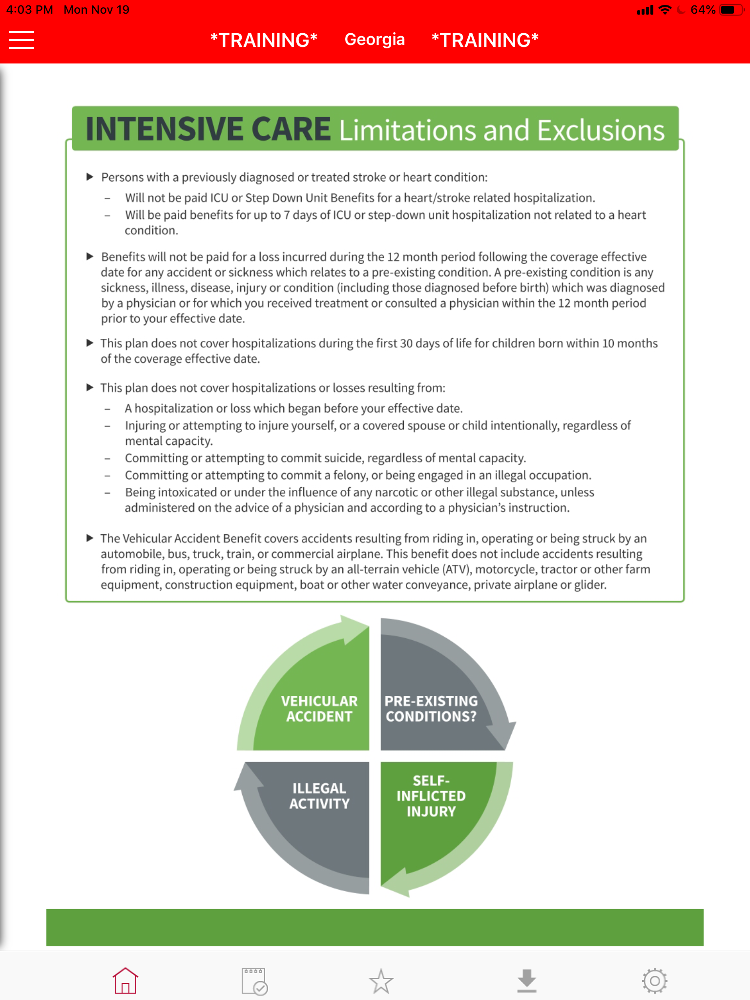 4:03 PM Mon Nov 19 64%
*TRAINING* Georgia *TRAINING*
INTENSIVE CARE Limitations and Exclusions
▶ Persons with a previously diagnosed or treated stroke or heart condition:
– Will not be paid ICU or Step Down Unit Benefits for a heart/stroke related hospitalization.
– Will be paid benefits for up to 7 days of ICU or step-down unit hospitalization not related to a heart
condition.
▶ Benefits will not be paid for a loss incurred during the 12 month period following the coverage effective
date for any accident or sickness which relates to a pre-existing condition. A pre-existing condition is any
sickness, illness, disease, injury or condition (including those diagnosed before birth) which was diagnosed
by a physician or for which you received treatment or consulted a physician within the 12 month period
prior to your effective date.
▶ This plan does not cover hospitalizations during the first 30 days of life for children born within 10 months
of the coverage effective date.
▶ This plan does not cover hospitalizations or losses resulting from:
– A hospitalization or loss which began before your effective date.
– Injuring or attempting to injure yourself, or a covered spouse or child intentionally, regardless of
mental capacity.
– Committing or attempting to commit suicide, regardless of mental capacity.
– Committing or attempting to commit a felony, or being engaged in an illegal occupation.
– Being intoxicated or under the influence of any narcotic or other illegal substance, unless
administered on the advice of a physician and according to a physician’s instruction.
▶ The Vehicular Accident Benefit covers accidents resulting from riding in, operating or being struck by an
automobile, bus, truck, train, or commercial airplane. This benefit does not include accidents resulting
from riding in, operating or being struck by an all-terrain vehicle (ATV), motorcycle, tractor or other farm
equipment, construction equipment, boat or other water conveyance, private airplane or glider.
VEHICULAR
ACCIDENT
PRE-EXISTING
CONDITIONS?
ILLEGAL
ACTIVITY
SELF-
INFLICTED
INJURY